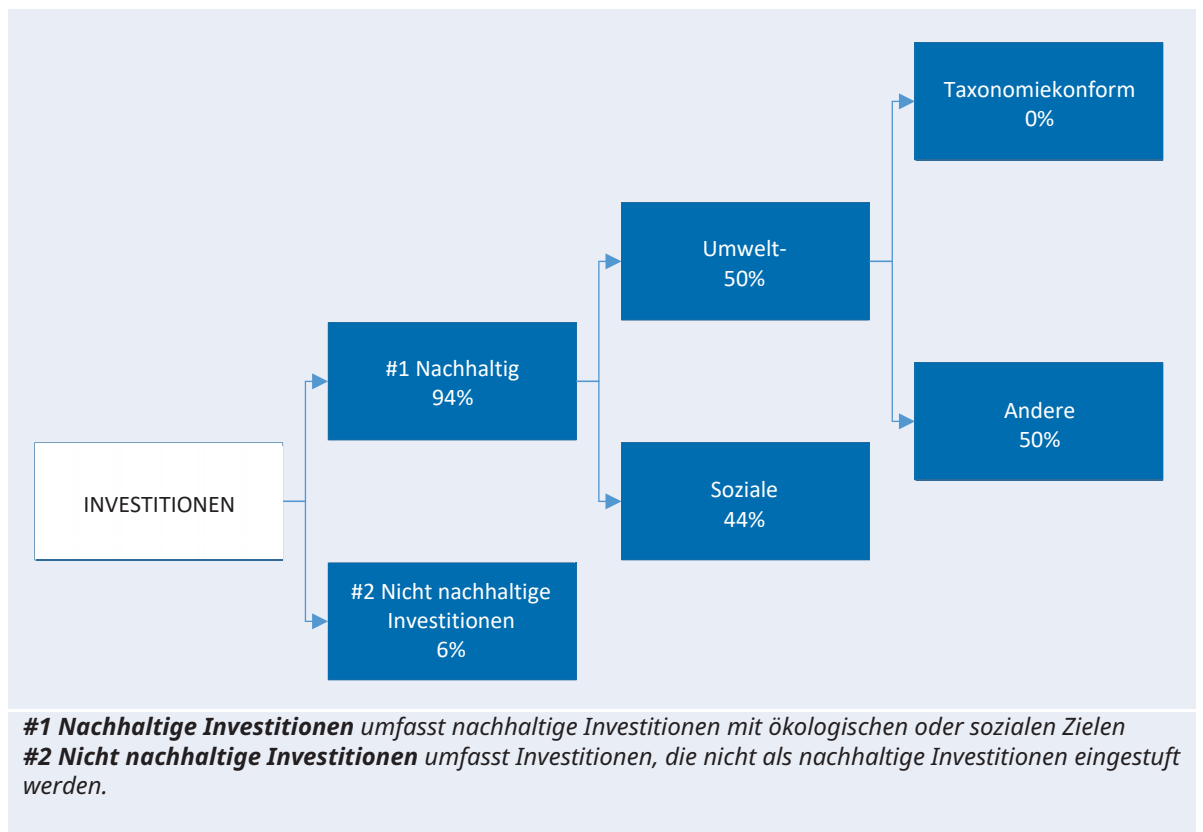 Taxonomiekonform
0%
Umwelt-
50%
#1 Nachhaltig
94%
Andere
50%
INVESTITIONEN
Soziale
44%
#2 Nicht nachhaltige
Investitionen
6%
#1 Nachhaltige Investitionen umfasst nachhaltige Investitionen mit ökologischen oder sozialen Zielen
#2 Nicht nachhaltige Investitionen umfasst Investitionen, die nicht als nachhaltige Investitionen eingestuft
werden.